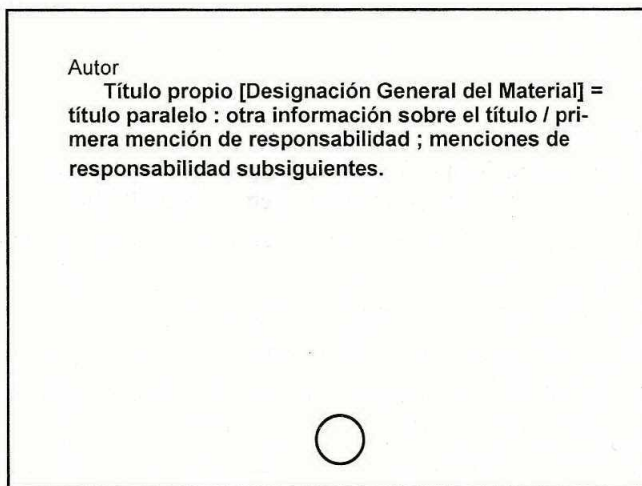 Autor
Título propio [Designación General del Material] =
título paralelo : otra información sobre el título / pri-
mera mención de responsabilidad ; menciones de
responsabilidad subsiguientes.